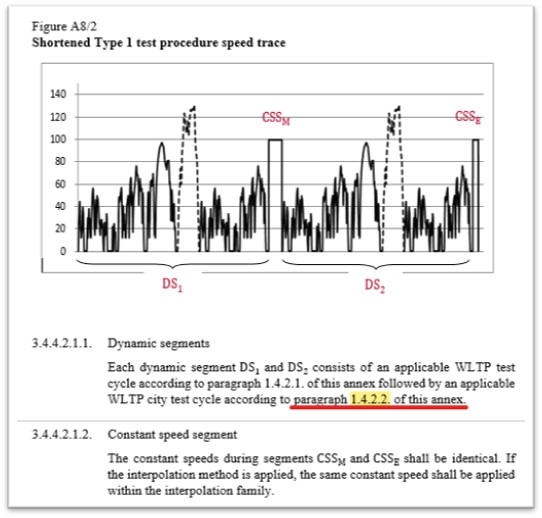 Figure A8/2
Shortened Type 1 test procedure speed trace
140
120
100
80
60
40
20
0
CSSM
CSSE
DS1
DS2
3.4.4.2.1.1. Dynamic segments
Each dynamic segment DS1 and DS2 consists of an applicable WLTP test
cycle according to paragraph 1.4.2.1. of this annex followed by an applicable
WLTP city test cycle according to paragraph 1.4.2.2. of this annex.
3.4.4.2.1.2. Constant speed segment
The constant speeds during segments CSSM and CSSE shall be identical. If
the interpolation method is applied, the same constant speed shall be applied
within the interpolation family.